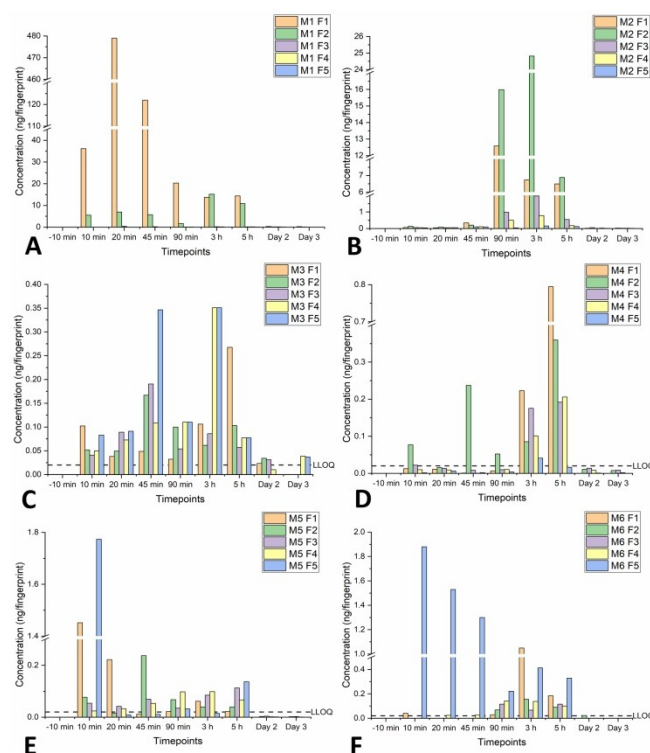 M1 F1
M1 F2
M1 F3
M1 F4
M1 F5
480
470
460
120
110
40
30
20
10
0
Concentration (ng/fingerprint)
-10 min 10 min 20 min 45 min 90 min 3 h 5 h Day 2 Day 3
A Timepoints
M2 F1
M2 F2
M2 F3
M2 F4
M2 F5
26
25
24
16
14
12
7
6
1
0
Concentration (ng/fingerprint)
-10 min 10 min 20 min 45 min 90 min 3 h 5 h Day 2 Day 3
B Timepoints
M3 F1
M3 F2
M3 F3
M3 F4
M3 F5
0.40
0.35
0.30
0.25
0.20
0.15
0.10
0.05
0.00
Concentration (ng/fingerprint)
LLOQ
-10 min 10 min 20 min 45 min 90 min 3 h 5 h Day 2 Day 3
C Timepoints
M4 F1
M4 F2
M4 F3
M4 F4
M4 F5
0.8
0.7
0.4
0.3
0.2
0.1
0.0
Concentration (ng/fingerprint)
LLOQ
-10 min 10 min 20 min 45 min 90 min 3 h 5 h Day 2 Day 3
D Timepoints
M5 F1
M5 F2
M5 F3
M5 F4
M5 F5
1.8
1.6
1.4
0.2
0.0
Concentration (ng/fingerprint)
LLOQ
-10 min 10 min 20 min 45 min 90 min 3 h 5 h Day 2 Day 3
E Timepoints
M6 F1
M6 F2
M6 F3
M6 F4
M6 F5
2.0
1.8
1.6
1.4
1.2
1.0
0.4
0.2
0.0
Concentration (ng/fingerprint)
LLOQ
-10 min 10 min 20 min 45 min 90 min 3 h 5 h Day 2 Day 3
F Timepoints